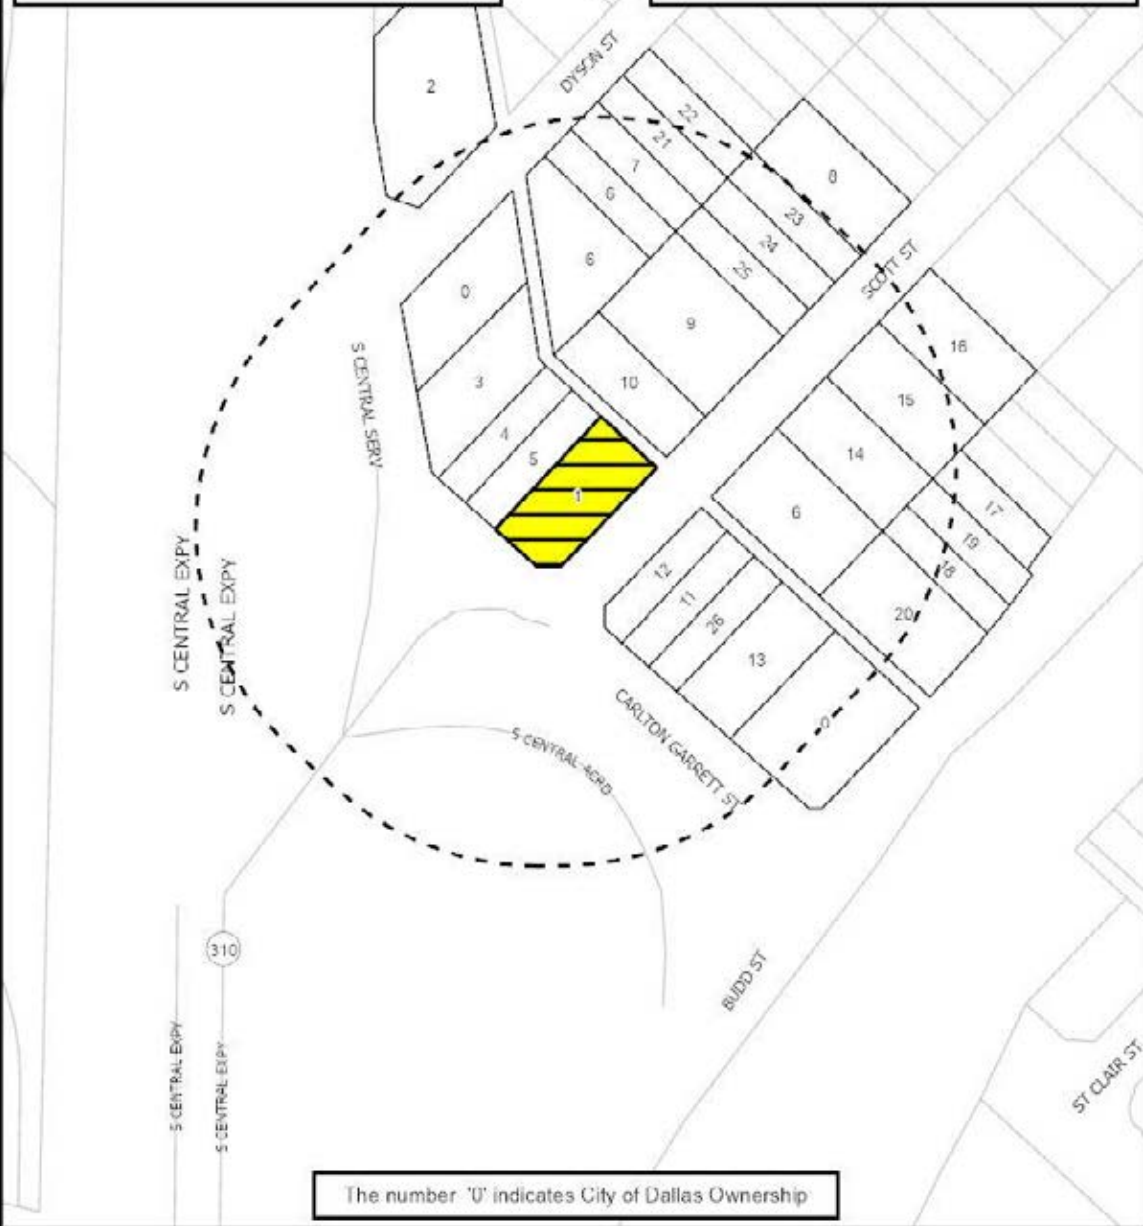 DYSON ST
2
22
21
7
8
6
23
24
6
25
0
SCOTT ST
9
16
S CENTRAL SERV
3
10
15
4
5
14
1
17
6
19
18
12
11
26
20
S CENTRAL EXPY
S CENTRAL EXPY
13
CARLTON GARRETT ST
0
S CENTRAL ACRD
310
BUDD ST
S CENTRAL EXPY
S CENTRAL EXPY
ST CLAIR ST
The number '0' indicates City of Dallas Ownership